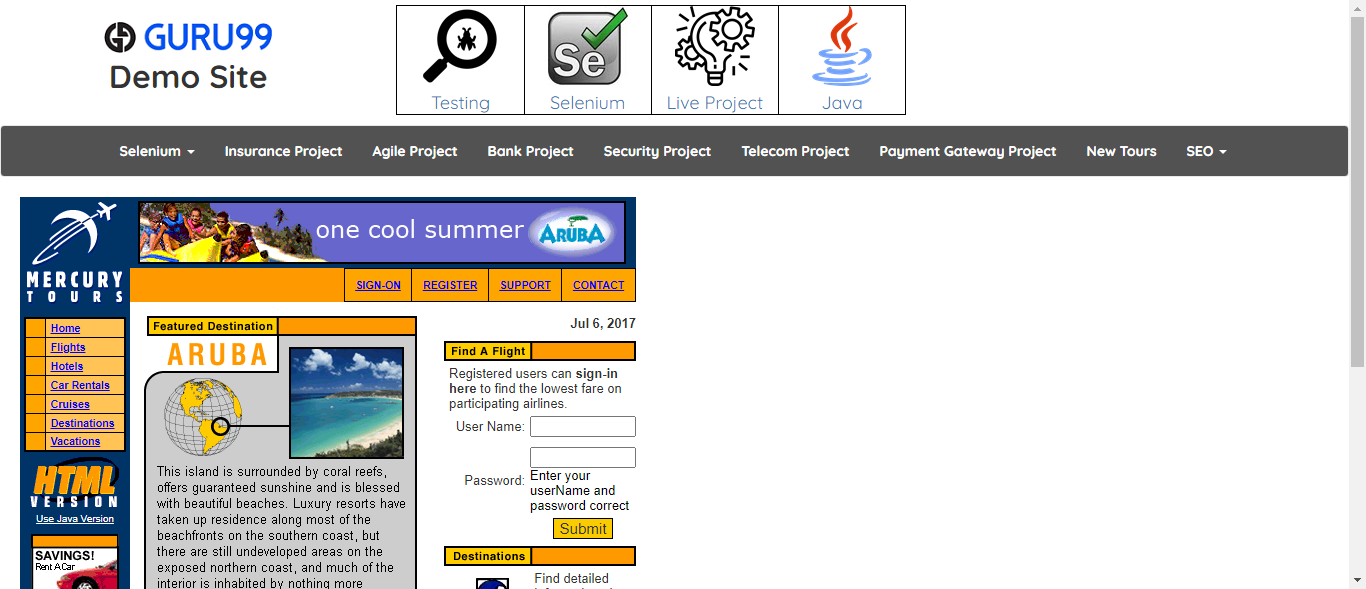 GURU99
Demo Site
Testing
Selenium
Live Project
Java
Se
Selenium
Insurance Project
Agile Project
Bank Project
Security Project
Telecom Project
Payment Gateway Project
New Tours
SEO
MERCURY
TOURS
one cool summer
ARUBA
SIGN-ON
REGISTER
SUPPORT
CONTACT
Home
Flights
Hotels
Car Rentals
Cruises
Destinations
Vacations
HTML
VERSION
Use Java Version
SAVINGS!
Rent A Car
Featured Destination
ARUBA
This island is surrounded by coral reefs,
offers guaranteed sunshine and is blessed
with beautiful beaches. Luxury resorts have
taken up residence along most of the
beachfronts on the southern coast, but
there are still undeveloped areas on the
exposed northern coast, and much of the
interior is inhabited by nothing more
Jul 6, 2017
Find A Flight
Registered users can sign-in
here to find the lowest fare on
participating airlines.
User Name:
Password:
Enter your
userName and
password correct
Submit
Destinations
Find detailed